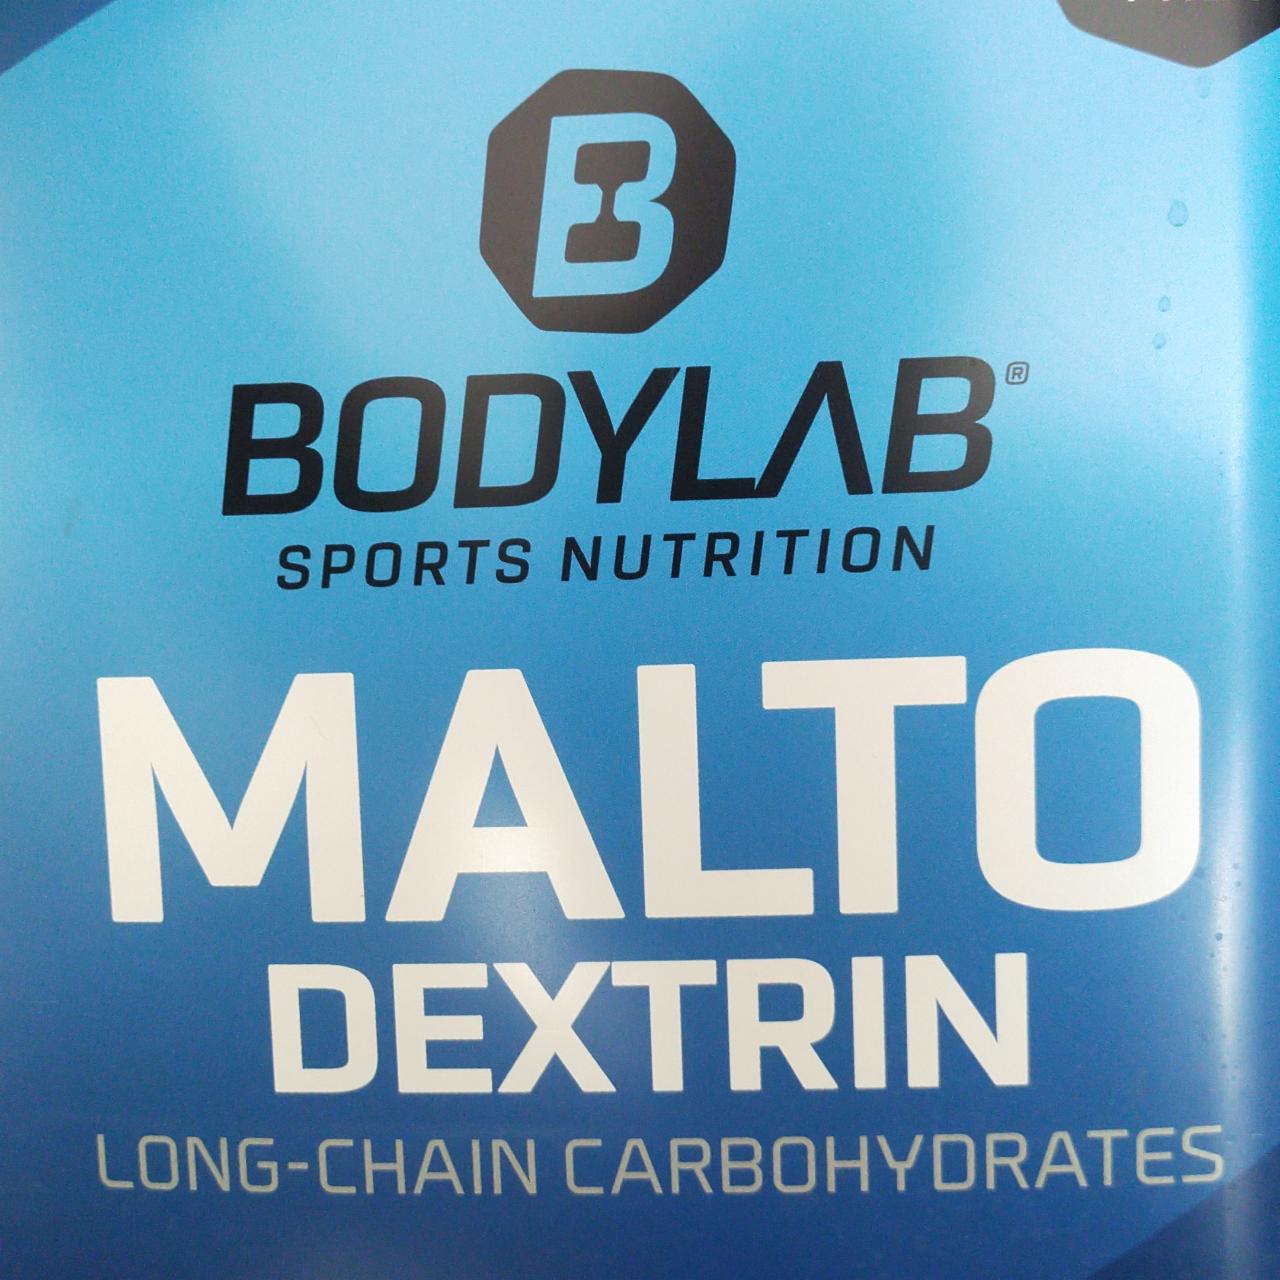 B
BODYLAB®
SPORTS NUTRITION
MALTO
DEXTRIN
LONG-CHAIN CARBOHYDRATES